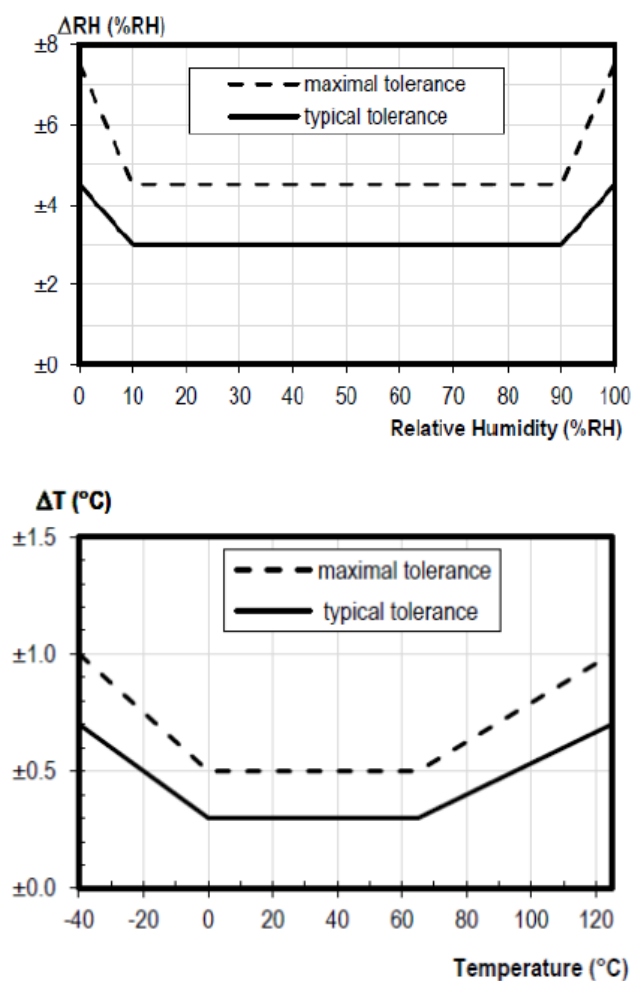 ΔRH (%RH)
±8
±6
±4
±2
±0
maximal tolerance
typical tolerance
0 10 20 30 40 50 60 70 80 90 100
Relative Humidity (%RH)
ΔT (°C)
±1.5
±1.0
±0.5
±0.0
maximal tolerance
typical tolerance
-40 -20 0 20 40 60 80 100 120
Temperature (°C)